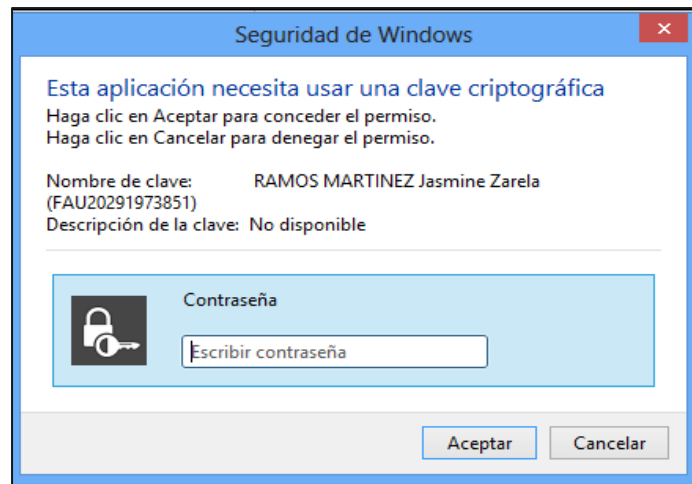 Seguridad de Windows
Esta aplicación necesita usar una clave criptográfica
Haga clic en Aceptar para conceder el permiso.
Haga clic en Cancelar para denegar el permiso.
Nombre de clave: RAMOS MARTINEZ Jasmine Zarela
(FAU20291973851)
Descripción de la clave: No disponible
Contraseña
Escribir contraseña
Aceptar Cancelar